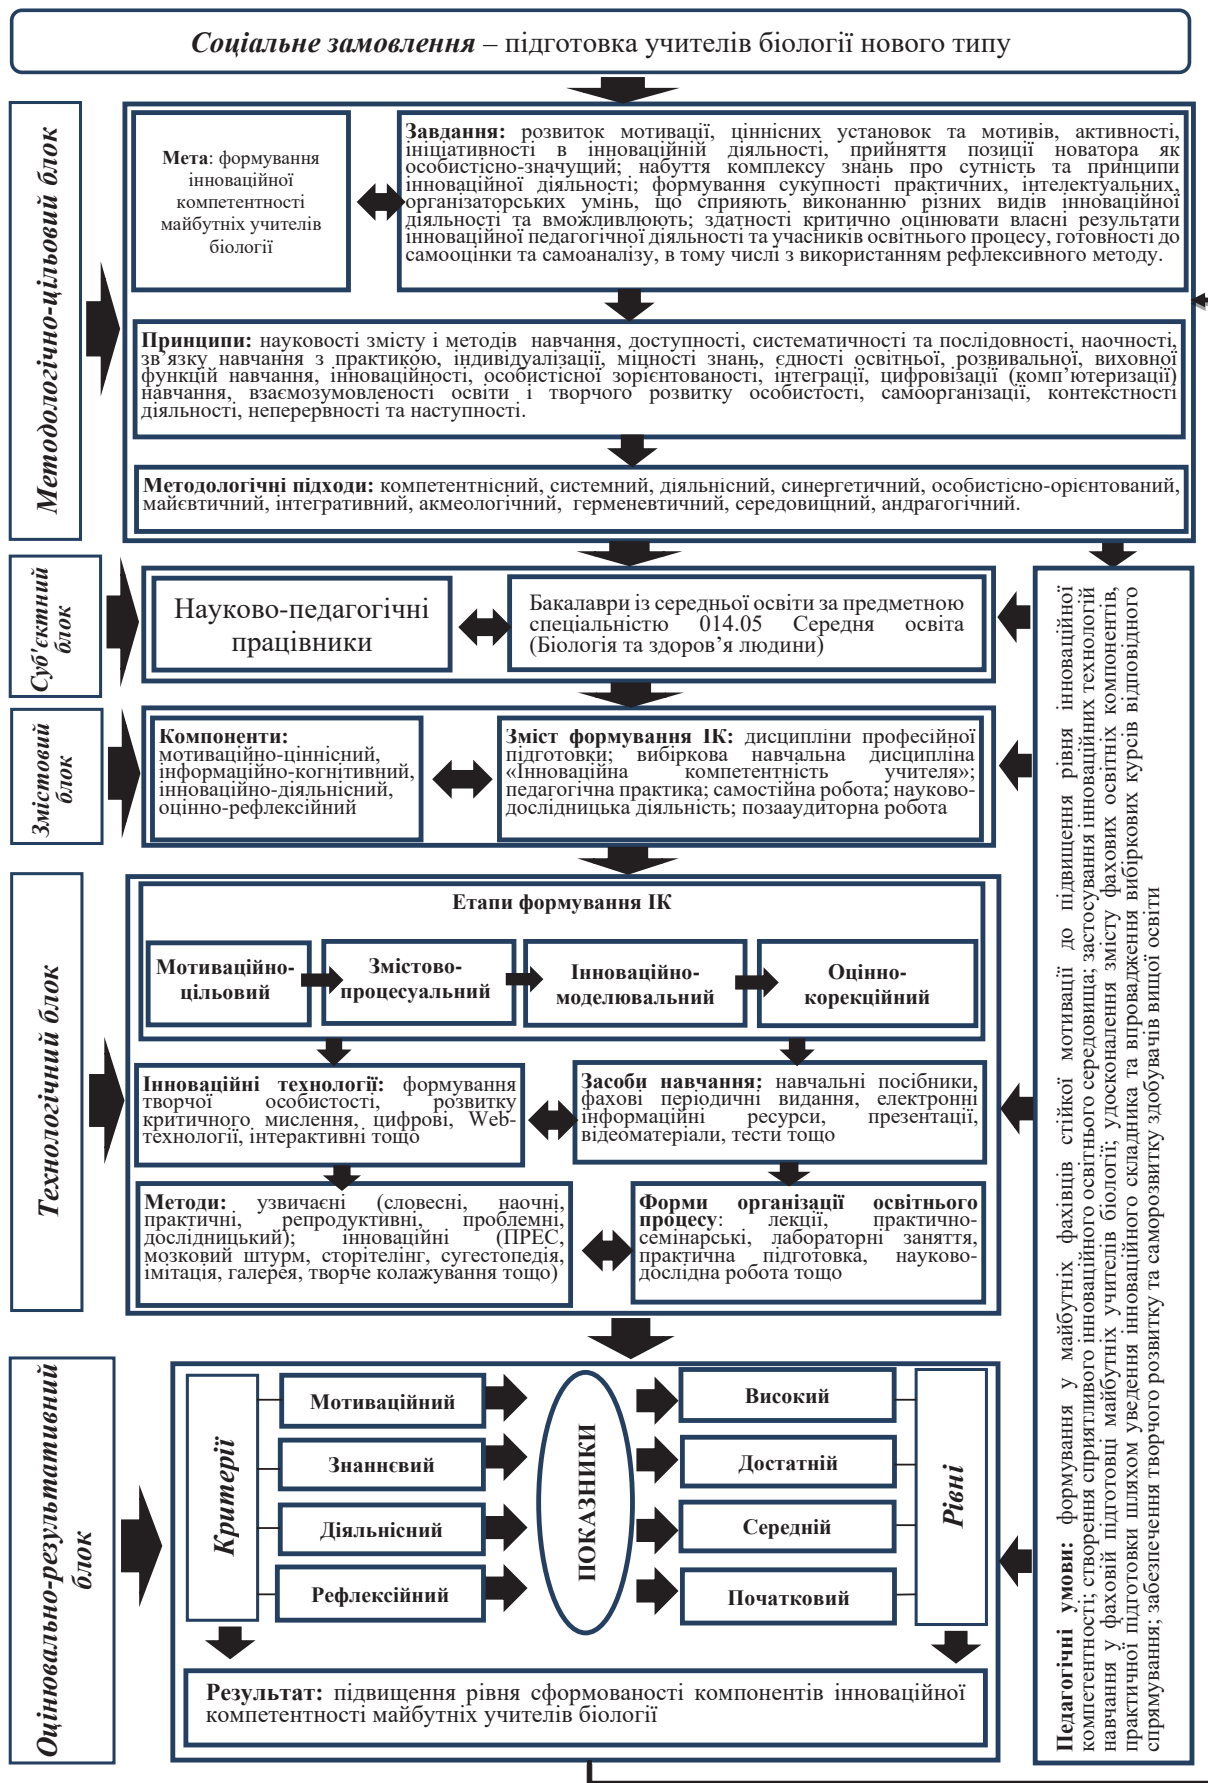 Соціальне замовлення – підготовка учителів біології нового типу
Методологічно-цільовий блок
Мета: формування
інноваційної
компетентності
майбутніх учителів
біології
Завдання: розвиток мотивації, ціннісних установок та мотивів, активності,
ініціативності в інноваційній діяльності, прийняття позиції новатора як
особистісно-значущий; набуття комплексу знань про сутність та принципи
інноваційної діяльності; формування сукупності практичних, інтелектуальних,
організаторських умінь, що сприяють виконанню різних видів інноваційної
діяльності та вможливлюють; здатності критично оцінювати власні результати
інноваційної педагогічної діяльності та учасників освітнього процесу, готовності до
самооцінки та самоаналізу, в тому числі з використанням рефлексивного методу.
Принципи: науковості змісту і методів навчання, доступності, систематичності та послідовності, наочності,
зв'язку навчання з практикою, індивідуалізації, міцності знань, єдності освітньої, розвивальної, виховної
функцій навчання, інноваційності, особистісної зорієнтованості, інтеграції, цифровізації (комп'ютеризації)
навчання, взаємозумовленості освіти і творчого розвитку особистості, самоорганізації, контекстності
діяльності, неперервності та наступності.
Методологічні підходи: компетентнісний, системний, діяльнісний, синергетичний, особистісно-орієнтований,
майєвтичний, інтегративний, акмеологічний, герменевтичний, середовищний, андрагогічний.
Суб'єктний
блок
Науково-педагогічні
працівники
Бакалаври із середньої освіти за предметною
спеціальністю 014.05 Середня освіта
(Біологія та здоров'я людини)
Змістовий
блок
Компоненти:
мотиваційно-ціннісний,
інформаційно-когнітивний,
інноваційно-діяльнісний,
оцінно-рефлексійний
Зміст формування ІК: дисципліни професійної
підготовки; вибіркова навчальна дисципліна
«Інноваційна компетентність учителя»;
педагогічна практика; самостійна робота; науково-
дослідницька діяльність; позааудиторна робота
Технологічний блок
Етапи формування ІК
Мотиваційно-
цільовий
Змістово-
процесуальний
Інноваційно-
моделювальний
Оцінно-
корекційний
Інноваційні технології: формування
творчої особистості, розвитку
критичного мислення, цифрові, Web-
технології, інтерактивні тощо
Засоби навчання: навчальні посібники,
фахові періодичні видання, електронні
інформаційні ресурси, презентації,
відеоматеріали, тести тощо
Методи: узвичаєні (словесні, наочні,
практичні, репродуктивні, проблемні,
дослідницький); інноваційні (ПРЕС,
мозковий штурм, сторітелінг, сугестопедія,
імітація, галерея, творче колажування тощо)
Форми організації освітнього
процесу: лекції, практично-
семінарські, лабораторні заняття,
практична підготовка, науково-
дослідна робота тощо
Оцінювально-результативний
блок
Критерії
Мотиваційний
Знаннєвий
Діяльнісний
Рефлексійний
ПОКАЗНИКИ
Високий
Достатній
Середній
Початковий
Рівні
Результат: підвищення рівня сформованості компонентів інноваційної
компетентності майбутніх учителів біології
Педагогічні умови: формування у майбутніх фахівців стійкої мотивації до підвищення рівня інноваційної
компетентності; створення сприятливого інноваційного освітнього середовища; застосування інноваційних технологій
навчання у фаховій підготовці майбутніх учителів біології; удосконалення змісту фахових освітніх компонентів,
практичної підготовки шляхом уведення інноваційного складника та впровадження вибіркових курсів відповідного
спрямування; забезпечення творчого розвитку та саморозвитку здобувачів вищої освіти